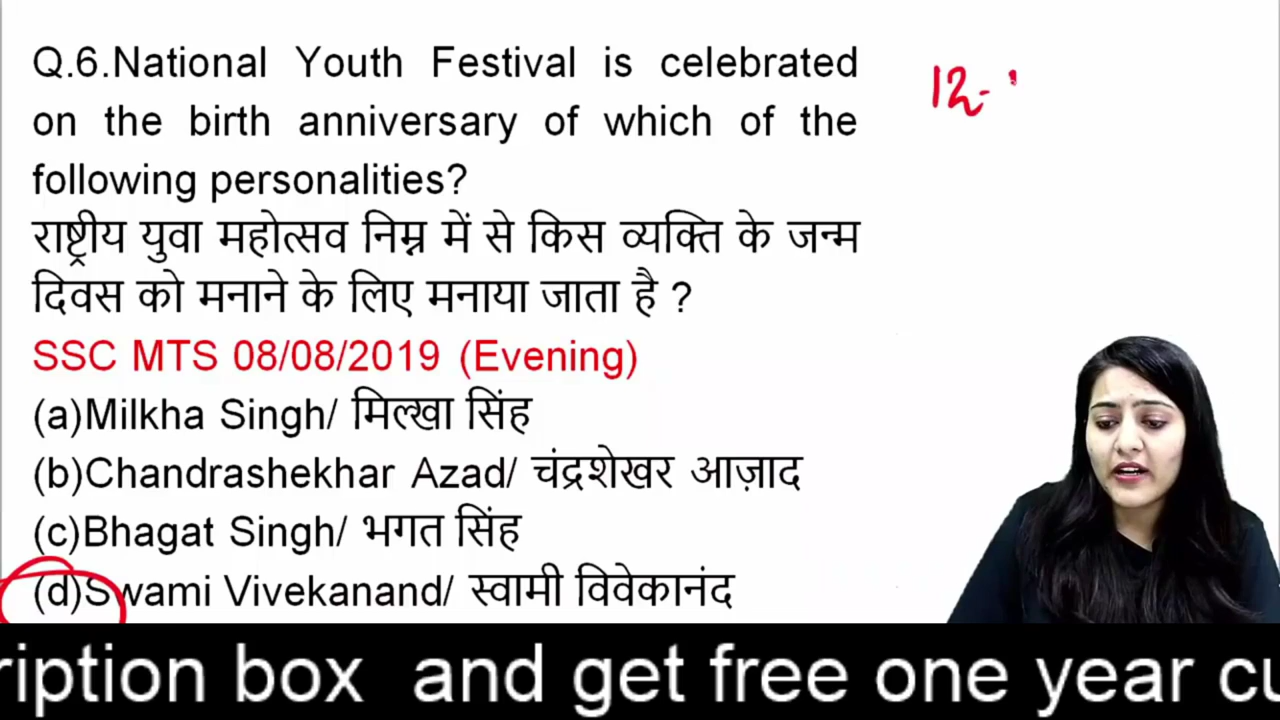 Q.6.National Youth Festival is celebrated
on the birth anniversary of which of the
following personalities?
राष्ट्रीय युवा महोत्सव निम्न में से किस व्यक्ति के जन्म
दिवस को मनाने के लिए मनाया जाता है ?
SSC MTS 08/08/2019 (Evening)
(a)Milkha Singh/ मिल्खा सिंह
(b)Chandrashekhar Azad/ चंद्रशेखर आज़ाद
(c)Bhagat Singh/ भगत सिंह
(d)Swami Vivekanand/ स्वामी विवेकानंद
12-
ription box and get free one year cu